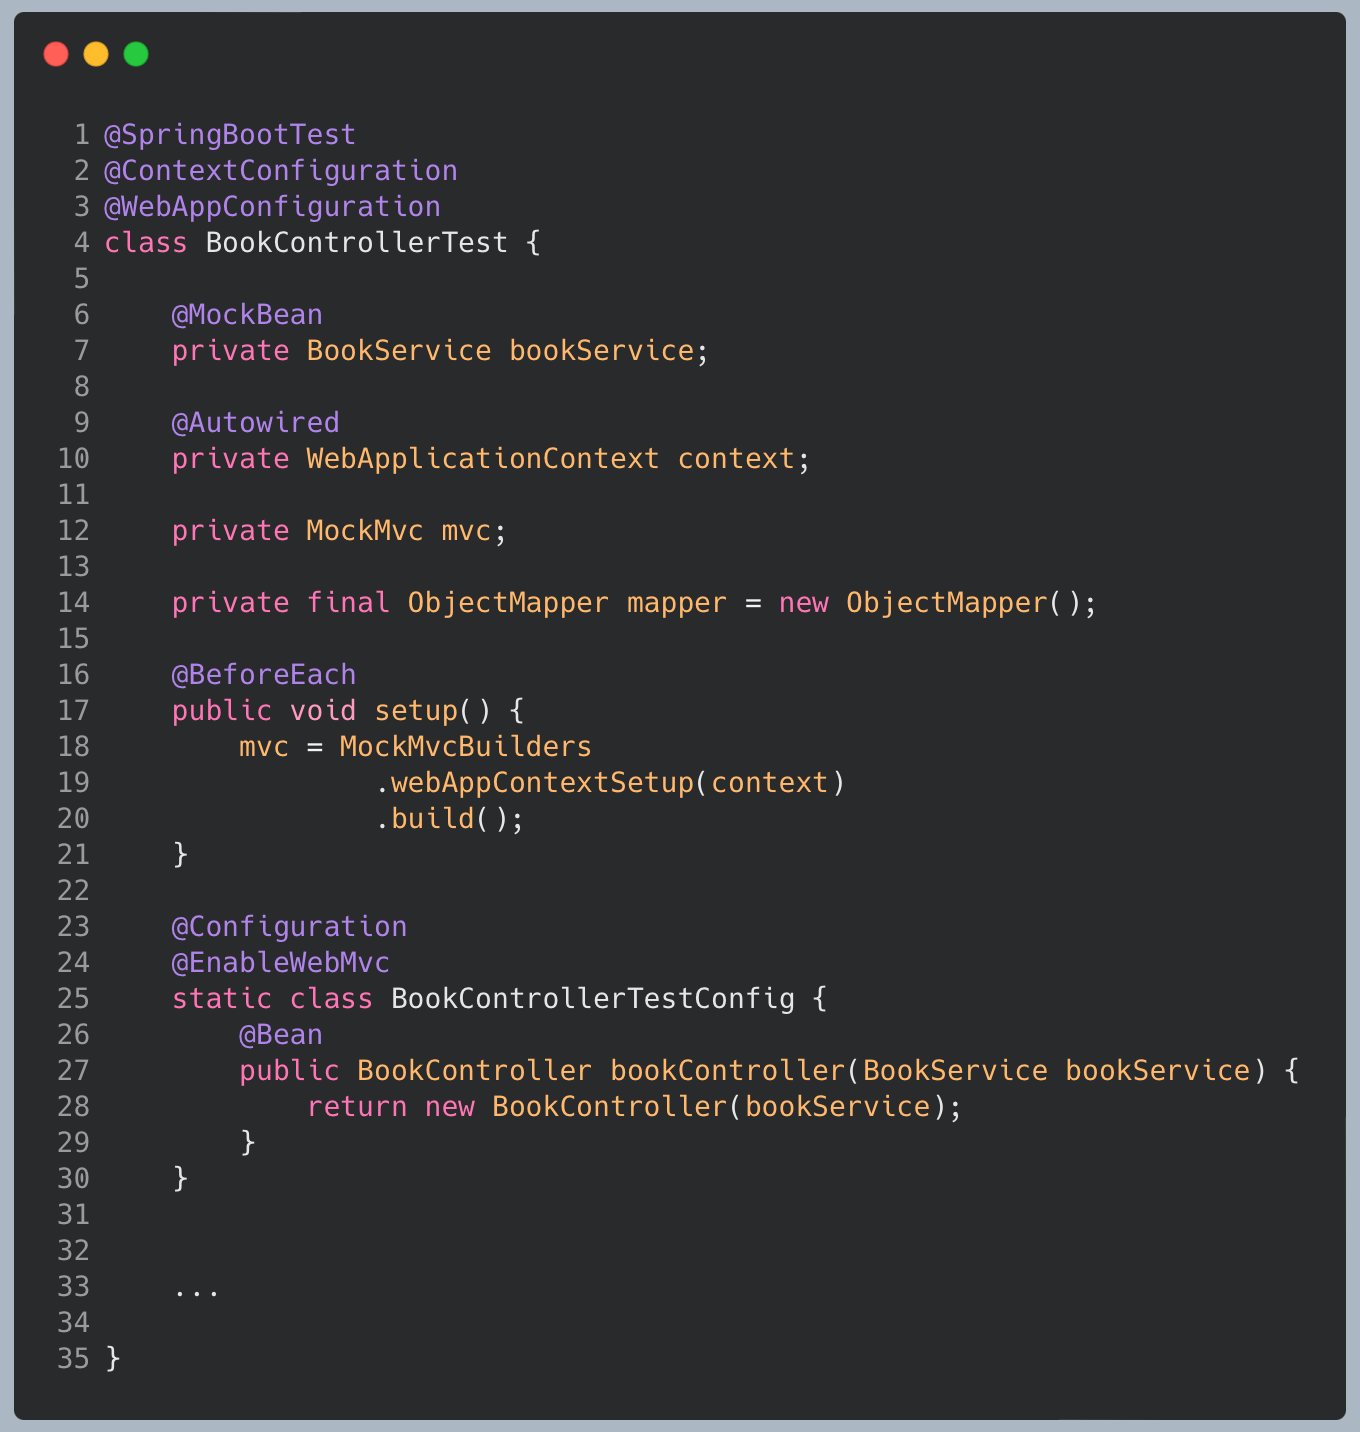 1 @SpringBootTest
2 @ContextConfiguration
3 @WebAppConfiguration
4 class BookControllerTest {
5
6     @MockBean
7     private BookService bookService;
8
9     @Autowired
10     private WebApplicationContext context;
11
12     private MockMvc mvc;
13
14     private final ObjectMapper mapper = new ObjectMapper();
15
16     @BeforeEach
17     public void setup() {
18         mvc = MockMvcBuilders
19                 .webAppContextSetup(context)
20                 .build();
21     }
22
23     @Configuration
24     @EnableWebMvc
25     static class BookControllerTestConfig {
26         @Bean
27         public BookController bookController(BookService bookService) {
28             return new BookController(bookService);
29         }
30     }
31
32
33     ...
34
35 }